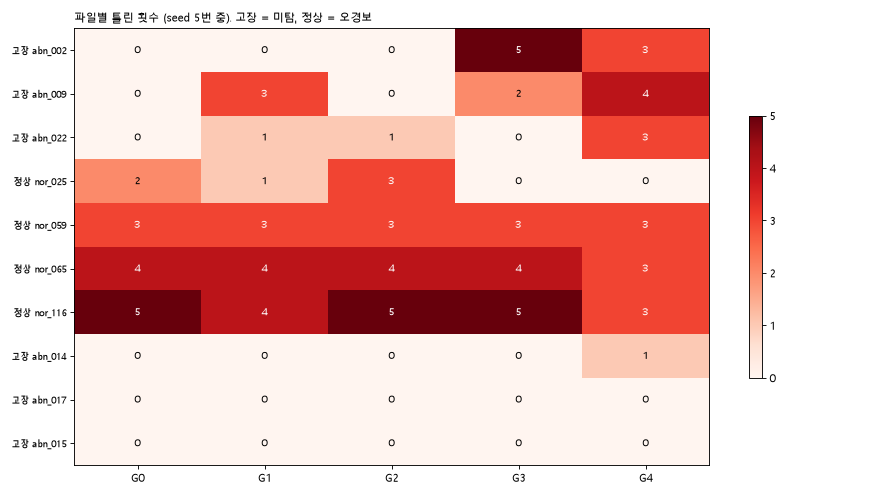 파일별 틀린 횟수 (seed 5번 중). 고장 = 미탐, 정상 = 오경보
고장 abn_002 0 0 0 5 3
고장 abn_009 0 3 0 2 4
고장 abn_022 0 1 1 0 3
정상 nor_025 2 1 3 0 0
정상 nor_059 3 3 3 3 3
정상 nor_065 4 4 4 4 3
정상 nor_116 5 4 5 5 3
고장 abn_014 0 0 0 0 1
고장 abn_017 0 0 0 0 0
고장 abn_015 0 0 0 0 0
G0 G1 G2 G3 G4
5
4
3
2
1
0